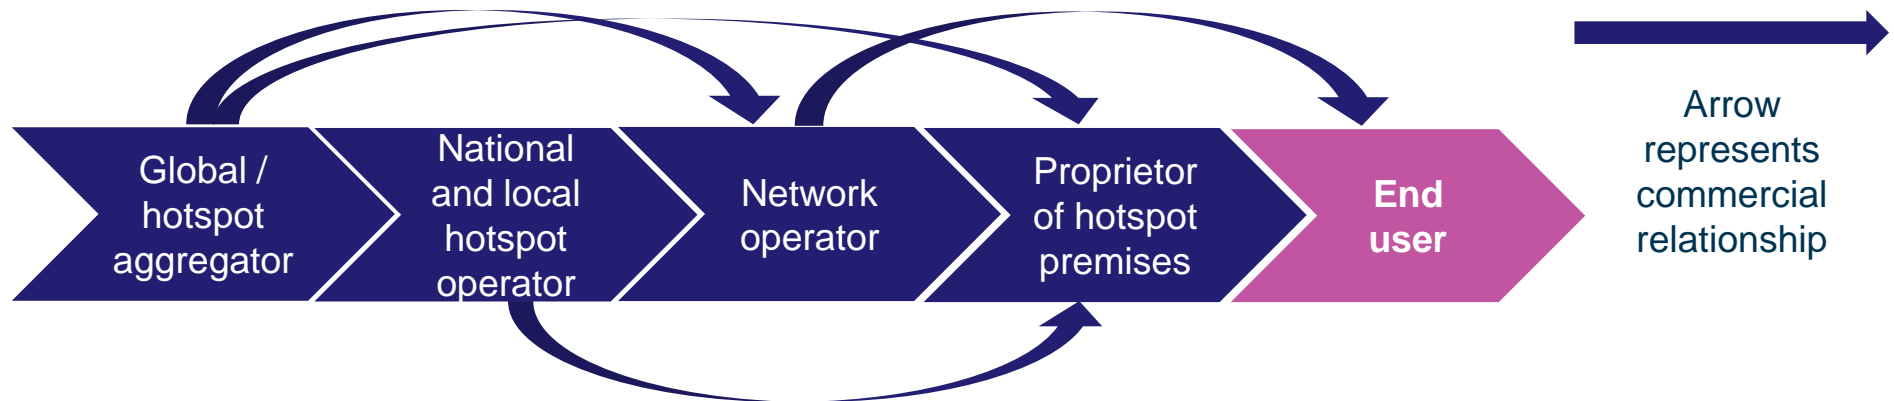 Global /
hotspot
aggregator
National
and local
hotspot
operator
Network
operator
Proprietor
of hotspot
premises
End
user
Arrow
represents
commercial
relationship